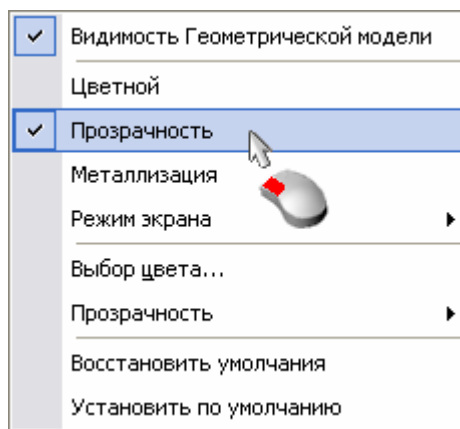 Видимость Геометрической модели
Цветной
Прозрачность
Металлизация
Режим экрана
Выбор цвета...
Прозрачность
Восстановить умолчания
Установить по умолчанию